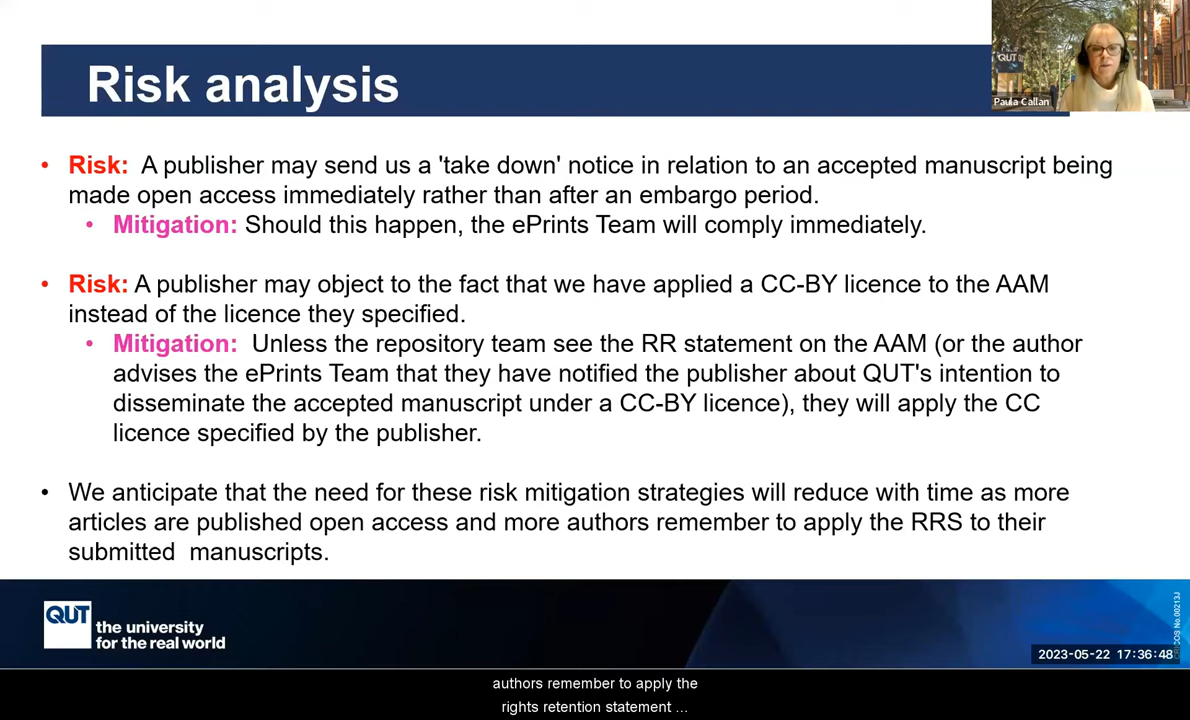 Risk analysis
QUT
Paula Callan
• Risk: A publisher may send us a 'take down' notice in relation to an accepted manuscript being
made open access immediately rather than after an embargo period.
• Mitigation: Should this happen, the ePrints Team will comply immediately.
• Risk: A publisher may object to the fact that we have applied a CC-BY licence to the AAM
instead of the licence they specified.
• Mitigation: Unless the repository team see the RR statement on the AAM (or the author
advises the ePrints Team that they have notified the publisher about QUT's intention to
disseminate the accepted manuscript under a CC-BY licence), they will apply the CC
licence specified by the publisher.
• We anticipate that the need for these risk mitigation strategies will reduce with time as more
articles are published open access and more authors remember to apply the RRS to their
submitted manuscripts.
QUT
the university
for the real world
CRICOS No.00213J
2023-05-22 17:36:48
authors remember to apply the
rights retention statement ...